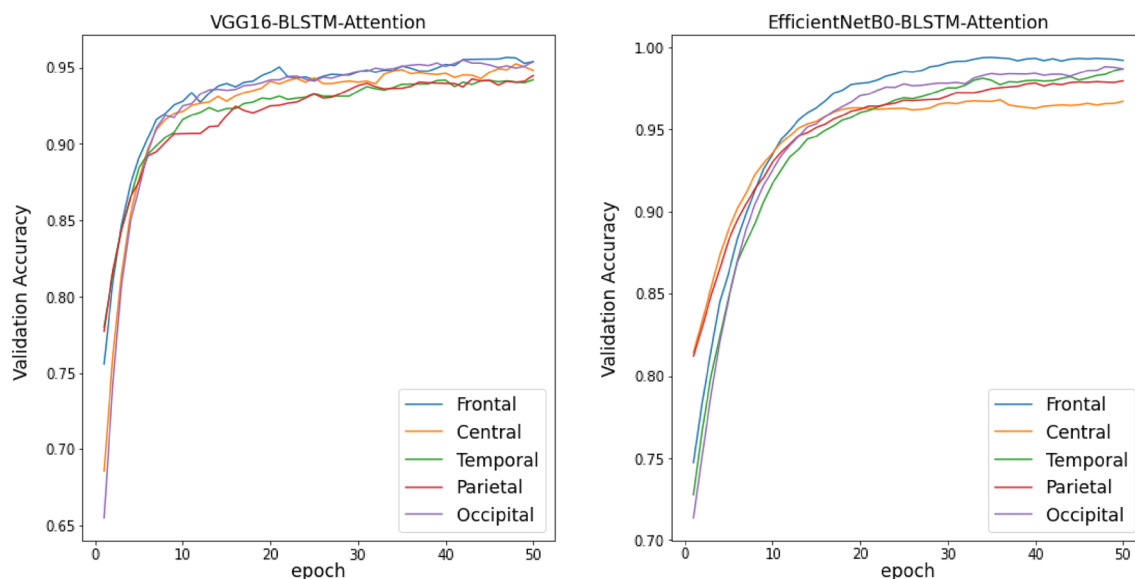 VGG16-BLSTM-Attention
Validation Accuracy
0.95
0.90
0.85
0.80
0.75
0.70
0.65
0
10
20
30
40
50
epoch
Frontal
Central
Temporal
Parietal
Occipital
EfficientNetB0-BLSTM-Attention
Validation Accuracy
1.00
0.95
0.90
0.85
0.80
0.75
0.70
0
10
20
30
40
50
epoch
Frontal
Central
Temporal
Parietal
Occipital